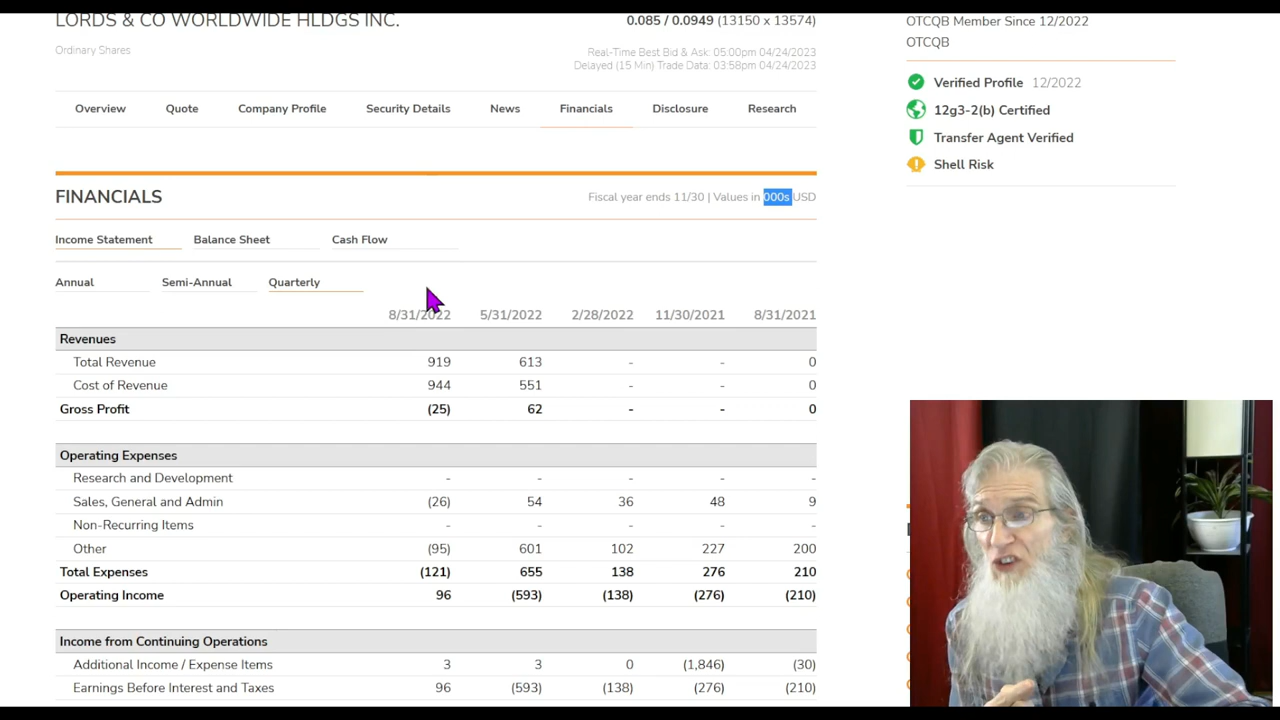 LORDS & CO WORLDWIDE HLDGS INC.
Ordinary Shares
0.085 / 0.0949 (13150 x 13574)
Real-Time Best Bid & Ask: 05:00pm 04/24/2023
Delayed (15 Min) Trade Data: 03:58pm 04/24/2023
OTCQB Member Since 12/2022
OTCQB
Verified Profile 12/2022
12g3-2(b) Certified
Transfer Agent Verified
Shell Risk
Overview Quote Company Profile Security Details News Financials Disclosure Research
FINANCIALS
Fiscal year ends 11/30 | Values in 000s USD
Income Statement Balance Sheet Cash Flow
Annual Semi-Annual Quarterly
8/31/2022 5/31/2022 2/28/2022 11/30/2021 8/31/2021
Revenues
Total Revenue 919 613 - - 0
Cost of Revenue 944 551 - - 0
Gross Profit (25) 62 - - 0
Operating Expenses
Research and Development - - - - -
Sales, General and Admin (26) 54 36 48 9
Non-Recurring Items - - - - -
Other (95) 601 102 227 200
Total Expenses (121) 655 138 276 210
Operating Income 96 (593) (138) (276) (210)
Income from Continuing Operations
Additional Income / Expense Items 3 3 0 (1,846) (30)
Earnings Before Interest and Taxes 96 (593) (138) (276) (210)